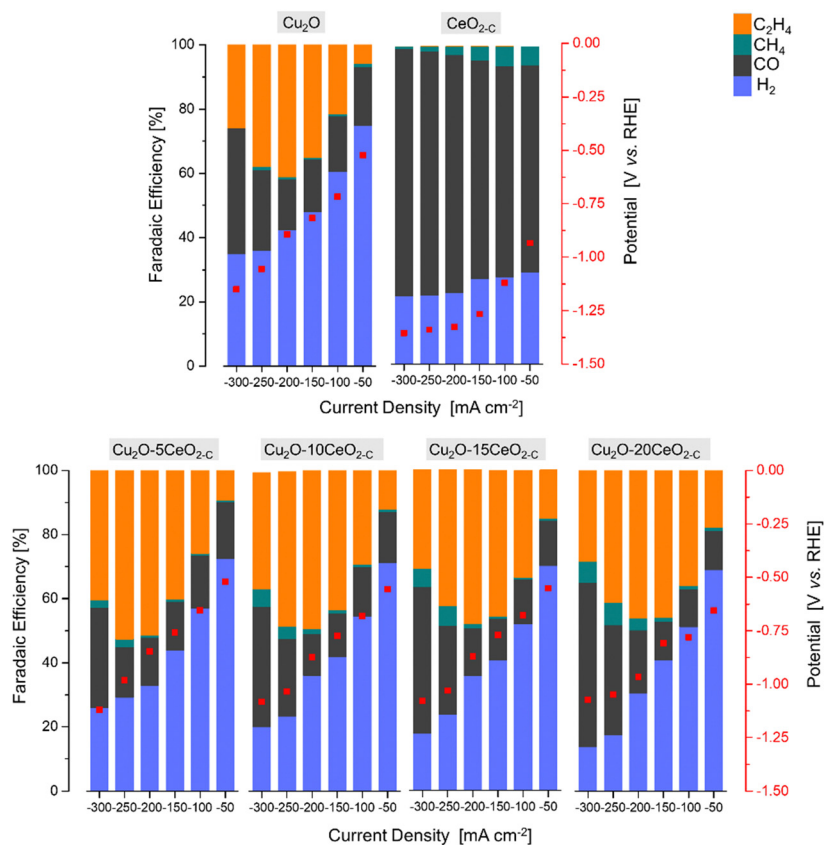 Cu₂O
CeO₂₋C
C₂H₄
CH₄
CO
H₂
Faradaic Efficiency [%]
100
80
60
40
20
0
0.00
-0.25
-0.50
-0.75
-1.00
-1.25
-1.50
Potential [V vs. RHE]
-300 -250 -200 -150 -100 -50
-300 -250 -200 -150 -100 -50
Current Density [mA cm⁻²]
Cu₂O-5CeO₂₋C
Cu₂O-10CeO₂₋C
Cu₂O-15CeO₂₋C
Cu₂O-20CeO₂₋C
Faradaic Efficiency [%]
100
80
60
40
20
0
0.00
-0.25
-0.50
-0.75
-1.00
-1.25
-1.50
Potential [V vs. RHE]
-300 -250 -200 -150 -100 -50
-300 -250 -200 -150 -100 -50
-300 -250 -200 -150 -100 -50
-300 -250 -200 -150 -100 -50
Current Density [mA cm⁻²]